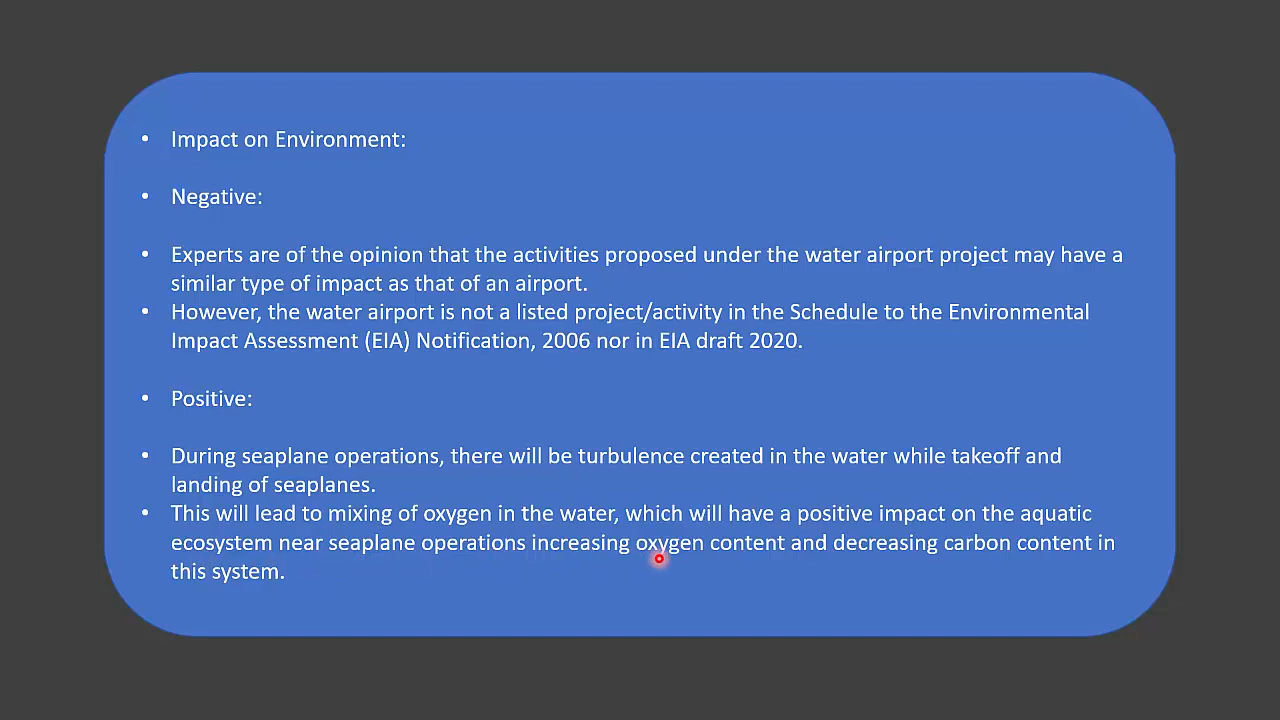 • Impact on Environment:
• Negative:
• Experts are of the opinion that the activities proposed under the water airport project may have a
similar type of impact as that of an airport.
• However, the water airport is not a listed project/activity in the Schedule to the Environmental
Impact Assessment (EIA) Notification, 2006 nor in EIA draft 2020.
• Positive:
• During seaplane operations, there will be turbulence created in the water while takeoff and
landing of seaplanes.
• This will lead to mixing of oxygen in the water, which will have a positive impact on the aquatic
ecosystem near seaplane operations increasing oxygen content and decreasing carbon content in
this system.